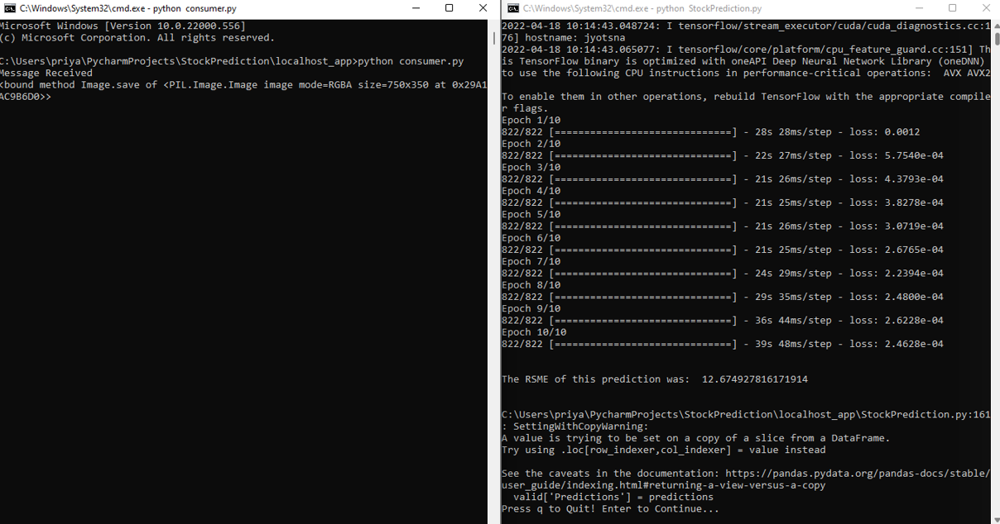 C:\Windows\System32\cmd.exe - python consumer.py
Microsoft Windows [Version 10.0.22000.556]
(c) Microsoft Corporation. All rights reserved.
C:\Users\priya\PycharmProjects\StockPrediction\localhost_app>python consumer.py
Message Received
<bound method Image.save of <PIL.Image.Image image mode=RGBA size=750x350 at 0x29A1
AC9B6D0>>
C:\Windows\System32\cmd.exe - python StockPrediction.py
2022-04-18 10:14:43.048724: I tensorflow/stream_executor/cuda/cuda_diagnostics.cc:1
76] hostname: jyotsna
2022-04-18 10:14:43.065077: I tensorflow/core/platform/cpu_feature_guard.cc:151] Th
is TensorFlow binary is optimized with oneAPI Deep Neural Network Library (oneDNN)
to use the following CPU instructions in performance-critical operations:  AVX AVX2
To enable them in other operations, rebuild TensorFlow with the appropriate compile
r flags.
Epoch 1/10
822/822 [==============================] - 28s 28ms/step - loss: 0.0012
Epoch 2/10
822/822 [==============================] - 22s 27ms/step - loss: 5.7540e-04
Epoch 3/10
822/822 [==============================] - 21s 26ms/step - loss: 4.3793e-04
Epoch 4/10
822/822 [==============================] - 21s 25ms/step - loss: 3.8278e-04
Epoch 5/10
822/822 [==============================] - 21s 26ms/step - loss: 3.0719e-04
Epoch 6/10
822/822 [==============================] - 21s 25ms/step - loss: 2.6765e-04
Epoch 7/10
822/822 [==============================] - 24s 29ms/step - loss: 2.2394e-04
Epoch 8/10
822/822 [==============================] - 29s 35ms/step - loss: 2.4800e-04
Epoch 9/10
822/822 [==============================] - 36s 44ms/step - loss: 2.6228e-04
Epoch 10/10
822/822 [==============================] - 39s 48ms/step - loss: 2.4628e-04
The RSME of this prediction was:  12.674927816171914
C:\Users\priya\PycharmProjects\StockPrediction\localhost_app\StockPrediction.py:161
: SettingWithCopyWarning:
A value is trying to be set on a copy of a slice from a DataFrame.
Try using .loc[row_indexer,col_indexer] = value instead
See the caveats in the documentation: https://pandas.pydata.org/pandas-docs/stable/
user_guide/indexing.html#returning-a-view-versus-a-copy
  valid['Predictions'] = predictions
Press q to Quit! Enter to Continue...